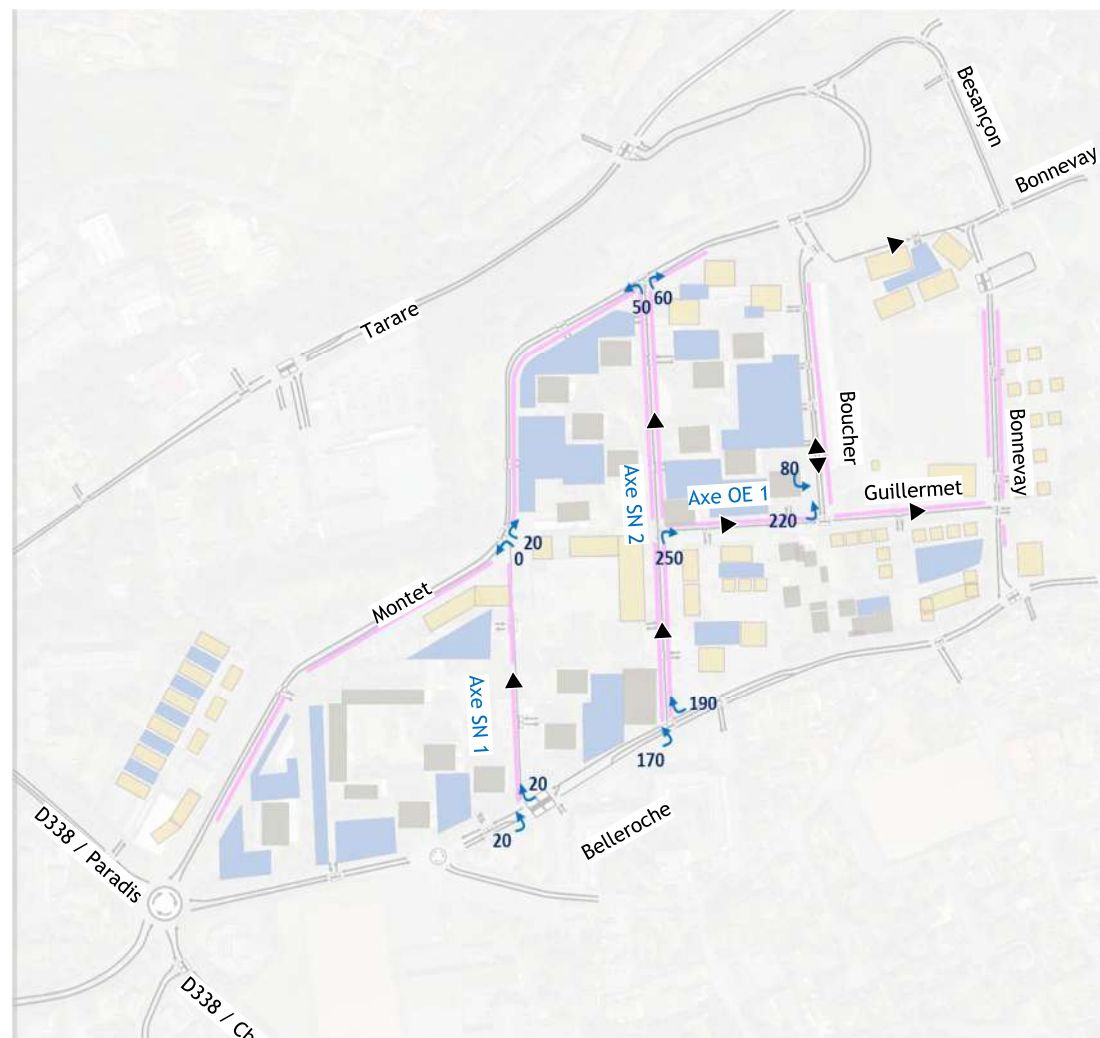 Besançon
Bonnevay
60
50
Tarare
Boucher
Bonnevay
80
Guillermet
Axe OE 1
Axe SN 2
220
20
0
250
Montet
Axe SN 1
190
170
20
Belleroche
20
D338 / Paradis
D338 / Ch